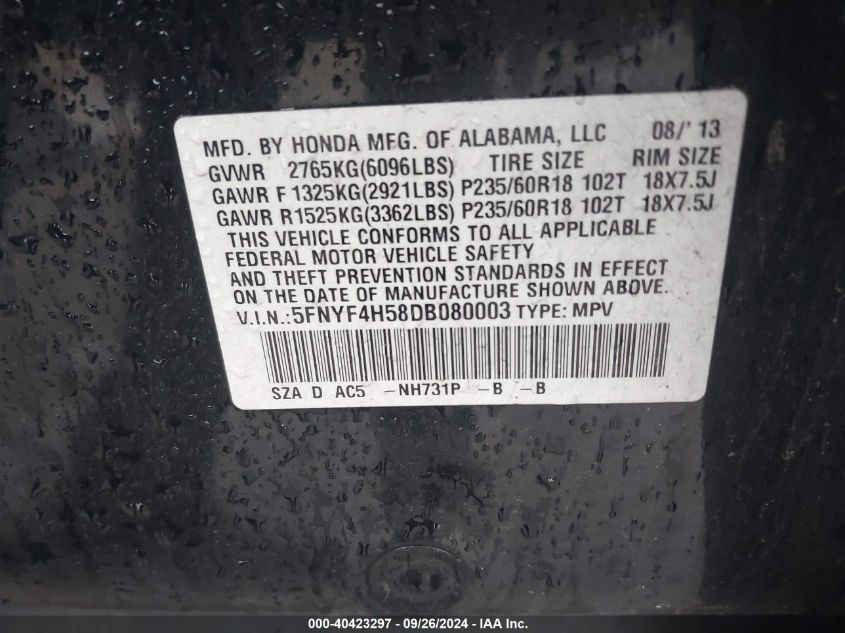 MFD. BY HONDA MFG. OF ALABAMA, LLC 08/'13
GVWR 2765KG(6096LBS) TIRE SIZE RIM SIZE
GAWR F 1325KG(2921LBS) P235/60R18 102T 18X7.5J
GAWR R1525KG(3362LBS) P235/60R18 102T 18X7.5J
THIS VEHICLE CONFORMS TO ALL APPLICABLE
FEDERAL MOTOR VEHICLE SAFETY
AND THEFT PREVENTION STANDARDS IN EFFECT
ON THE DATE OF MANUFACTURE SHOWN ABOVE.
V.I.N.:5FNYF4H58DB080003 TYPE: MPV
SZA D AC5 -NH731P -B -B
000-40423297 - 09/26/2024 - IAA Inc.